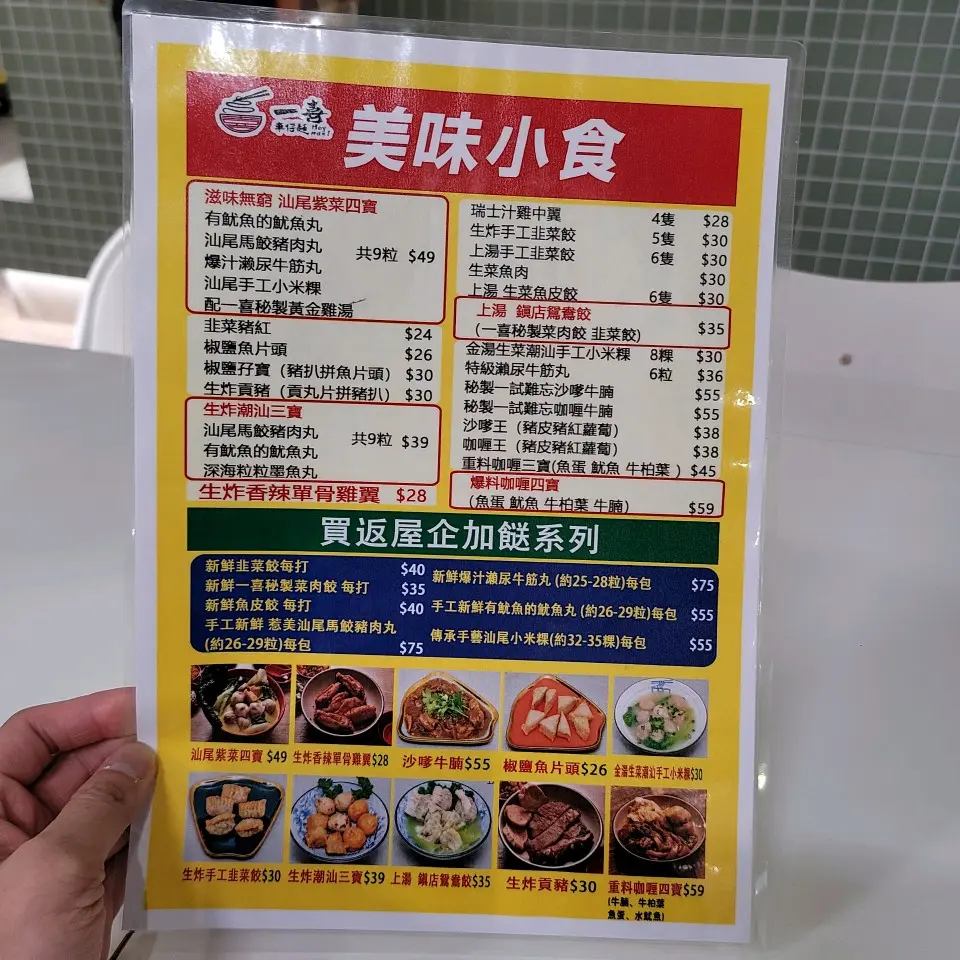 一喜
車仔麵
美味小食
滋味無窮 汕尾紫菜四寶
有魷魚的魷魚丸
汕尾馬鮫豬肉丸
爆汁瀨尿牛筋丸
共9粒 $49
汕尾手工小米粿
配一喜秘製黃金雞湯
韭菜豬紅 $24
椒鹽魚片頭 $26
椒鹽孖寶(豬扒拼魚片頭) $30
生炸貢豬(貢丸片拼豬扒) $30
生炸潮汕三寶
汕尾馬鮫豬肉丸
共9粒 $39
有魷魚的魷魚丸
深海粒粒墨魚丸
生炸香辣單骨雞翼 $28
瑞士汁雞中翼 4隻 $28
生炸手工韭菜餃 5隻 $30
上湯手工韭菜餃 6隻 $30
生菜魚肉 $30
上湯 生菜魚皮餃 6隻 $30
上湯 鎮店鴛鴦餃
(一喜秘製菜肉餃 韭菜餃) $35
金湯生菜潮汕手工小米粿 8粿 $30
特級瀨尿牛筋丸 6粒 $36
秘製一試難忘沙嗲牛腩 $55
秘製一試難忘咖喱牛腩 $55
沙嗲王(豬皮豬紅蘿蔔) $38
咖喱王(豬皮豬紅蘿蔔) $38
重料咖喱三寶(魚蛋 魷魚 牛柏葉 ) $45
爆料咖喱四寶
(魚蛋 魷魚 牛柏葉 牛腩) $59
買返屋企加餸系列
新鮮韭菜餃每打 $40
新鮮一喜秘製菜肉餃 每打 $35
新鮮魚皮餃 每打 $40
手工新鮮 惹美汕尾馬鮫豬肉丸
(約26-29粒)每包 $75
新鮮爆汁瀨尿牛筋丸 (約25-28粒)每包 $75
手工新鮮有魷魚的魷魚丸 (約26-29粒)每包 $55
傳承手藝汕尾小米粿(約32-35粿)每包 $55
汕尾紫菜四寶 $49
生炸香辣單骨雞翼$28
沙嗲牛腩$55
椒鹽魚片頭$26
金湯生菜潮汕手工小米粿$30
生炸手工韭菜餃$30
生炸潮汕三寶$39
上湯 鎮店鴛鴦餃$35
生炸貢豬$30
重料咖喱四寶$59
(牛腩、牛柏葉
魚蛋、水魷魚)